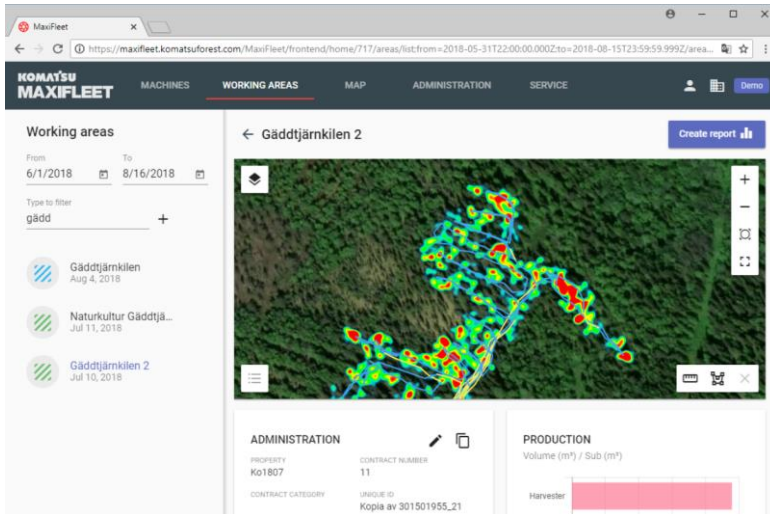 MaxiFleet
https://maxifleet.komatsuforest.com/MaxiFleet/frontend/home/717/areas/list:from=2018-05-31T22:00:00.000Z:to=2018-08-15T23:59:59.999Z/area...
KOMATSU
MAXIFLEET
MACHINES
WORKING AREAS
MAP
ADMINISTRATION
SERVICE
Demo
Working areas
From
To
6/1/2018
8/16/2018
Type to filter
gädd
Gäddtjärnkilen
Aug 4, 2018
Naturkultur Gäddtjä...
Jul 11, 2018
Gäddtjärnkilen 2
Jul 10, 2018
Gäddtjärnkilen 2
Create report
ADMINISTRATION
PROPERTY
CONTRACT NUMBER
Ko1807
11
CONTRACT CATEGORY
UNIQUE ID
Kopia av 301501955_21
PRODUCTION
Volume (m³) / Sub (m³)
Harvester